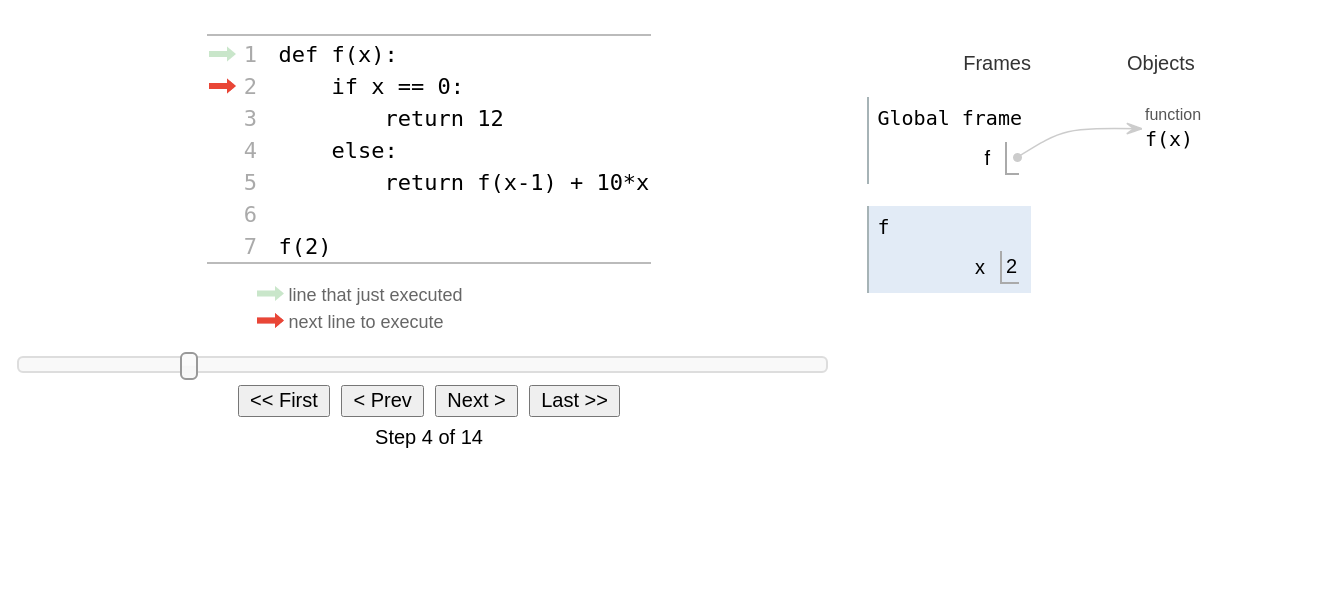 1 def f(x):
2     if x == 0:
3         return 12
4     else:
5         return f(x-1) + 10*x
6
7 f(2)
line that just executed
next line to execute
<< First < Prev Next > Last >>
Step 4 of 14
Frames Objects
Global frame
f
function
f(x)
f
x 2